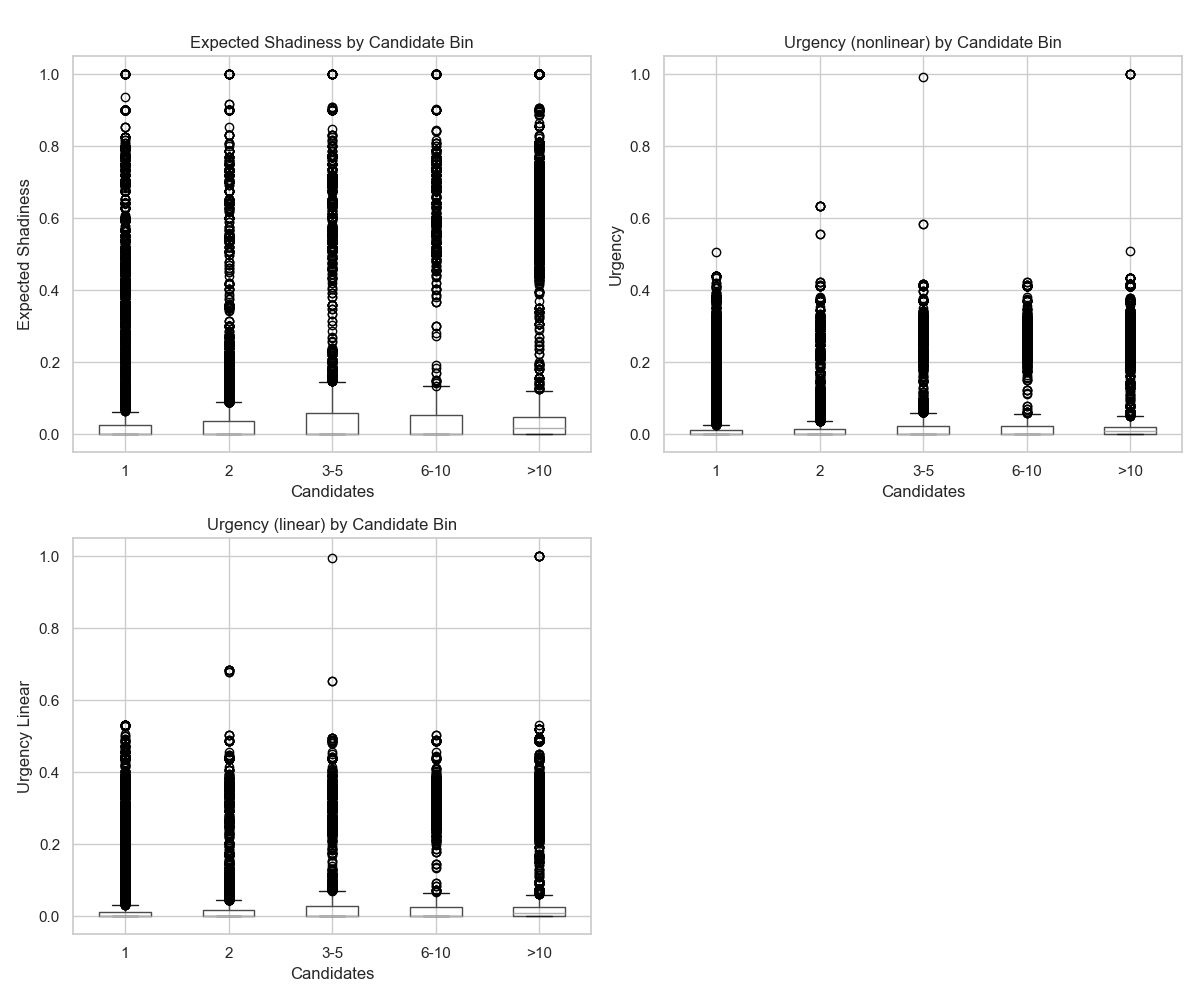 Expected Shadiness by Candidate Bin
1.0
0.8
0.6
0.4
0.2
0.0
Expected Shadiness
1 2 3-5 6-10 >10
Candidates
Urgency (nonlinear) by Candidate Bin
1.0
0.8
0.6
0.4
0.2
0.0
Urgency
1 2 3-5 6-10 >10
Candidates
Urgency (linear) by Candidate Bin
1.0
0.8
0.6
0.4
0.2
0.0
Urgency Linear
1 2 3-5 6-10 >10
Candidates